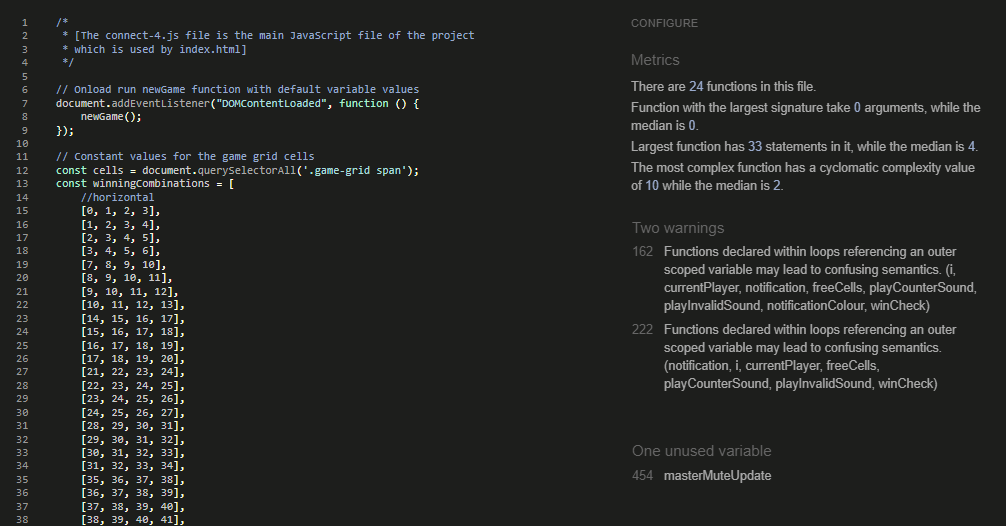 1 /*
2 * [The connect-4.js file is the main JavaScript file of the project
3 * which is used by index.html]
4 */
5
6 // Onload run newGame function with default variable values
7 document.addEventListener("DOMContentLoaded", function () {
8 newGame();
9 });
10
11 // Constant values for the game grid cells
12 const cells = document.querySelectorAll('.game-grid span');
13 const winningCombinations = [
14 //horizontal
15 [0, 1, 2, 3],
16 [1, 2, 3, 4],
17 [2, 3, 4, 5],
18 [3, 4, 5, 6],
19 [7, 8, 9, 10],
20 [8, 9, 10, 11],
21 [9, 10, 11, 12],
22 [10, 11, 12, 13],
23 [14, 15, 16, 17],
24 [15, 16, 17, 18],
25 [16, 17, 18, 19],
26 [17, 18, 19, 20],
27 [21, 22, 23, 24],
28 [22, 23, 24, 25],
29 [23, 24, 25, 26],
30 [24, 25, 26, 27],
31 [28, 29, 30, 31],
32 [29, 30, 31, 32],
33 [30, 31, 32, 33],
34 [31, 32, 33, 34],
35 [35, 36, 37, 38],
36 [36, 37, 38, 39],
37 [37, 38, 39, 40],
38 [38, 39, 40, 41],
CONFIGURE
Metrics
There are 24 functions in this file.
Function with the largest signature take 0 arguments, while the
median is 0.
Largest function has 33 statements in it, while the median is 4.
The most complex function has a cyclomatic complexity value
of 10 while the median is 2.
Two warnings
162 Functions declared within loops referencing an outer
scoped variable may lead to confusing semantics. (i,
currentPlayer, notification, freeCells, playCounterSound,
playInvalidSound, notificationColour, winCheck)
222 Functions declared within loops referencing an outer
scoped variable may lead to confusing semantics.
(notification, i, currentPlayer, freeCells,
playCounterSound, playInvalidSound, winCheck)
One unused variable
454 masterMuteUpdate